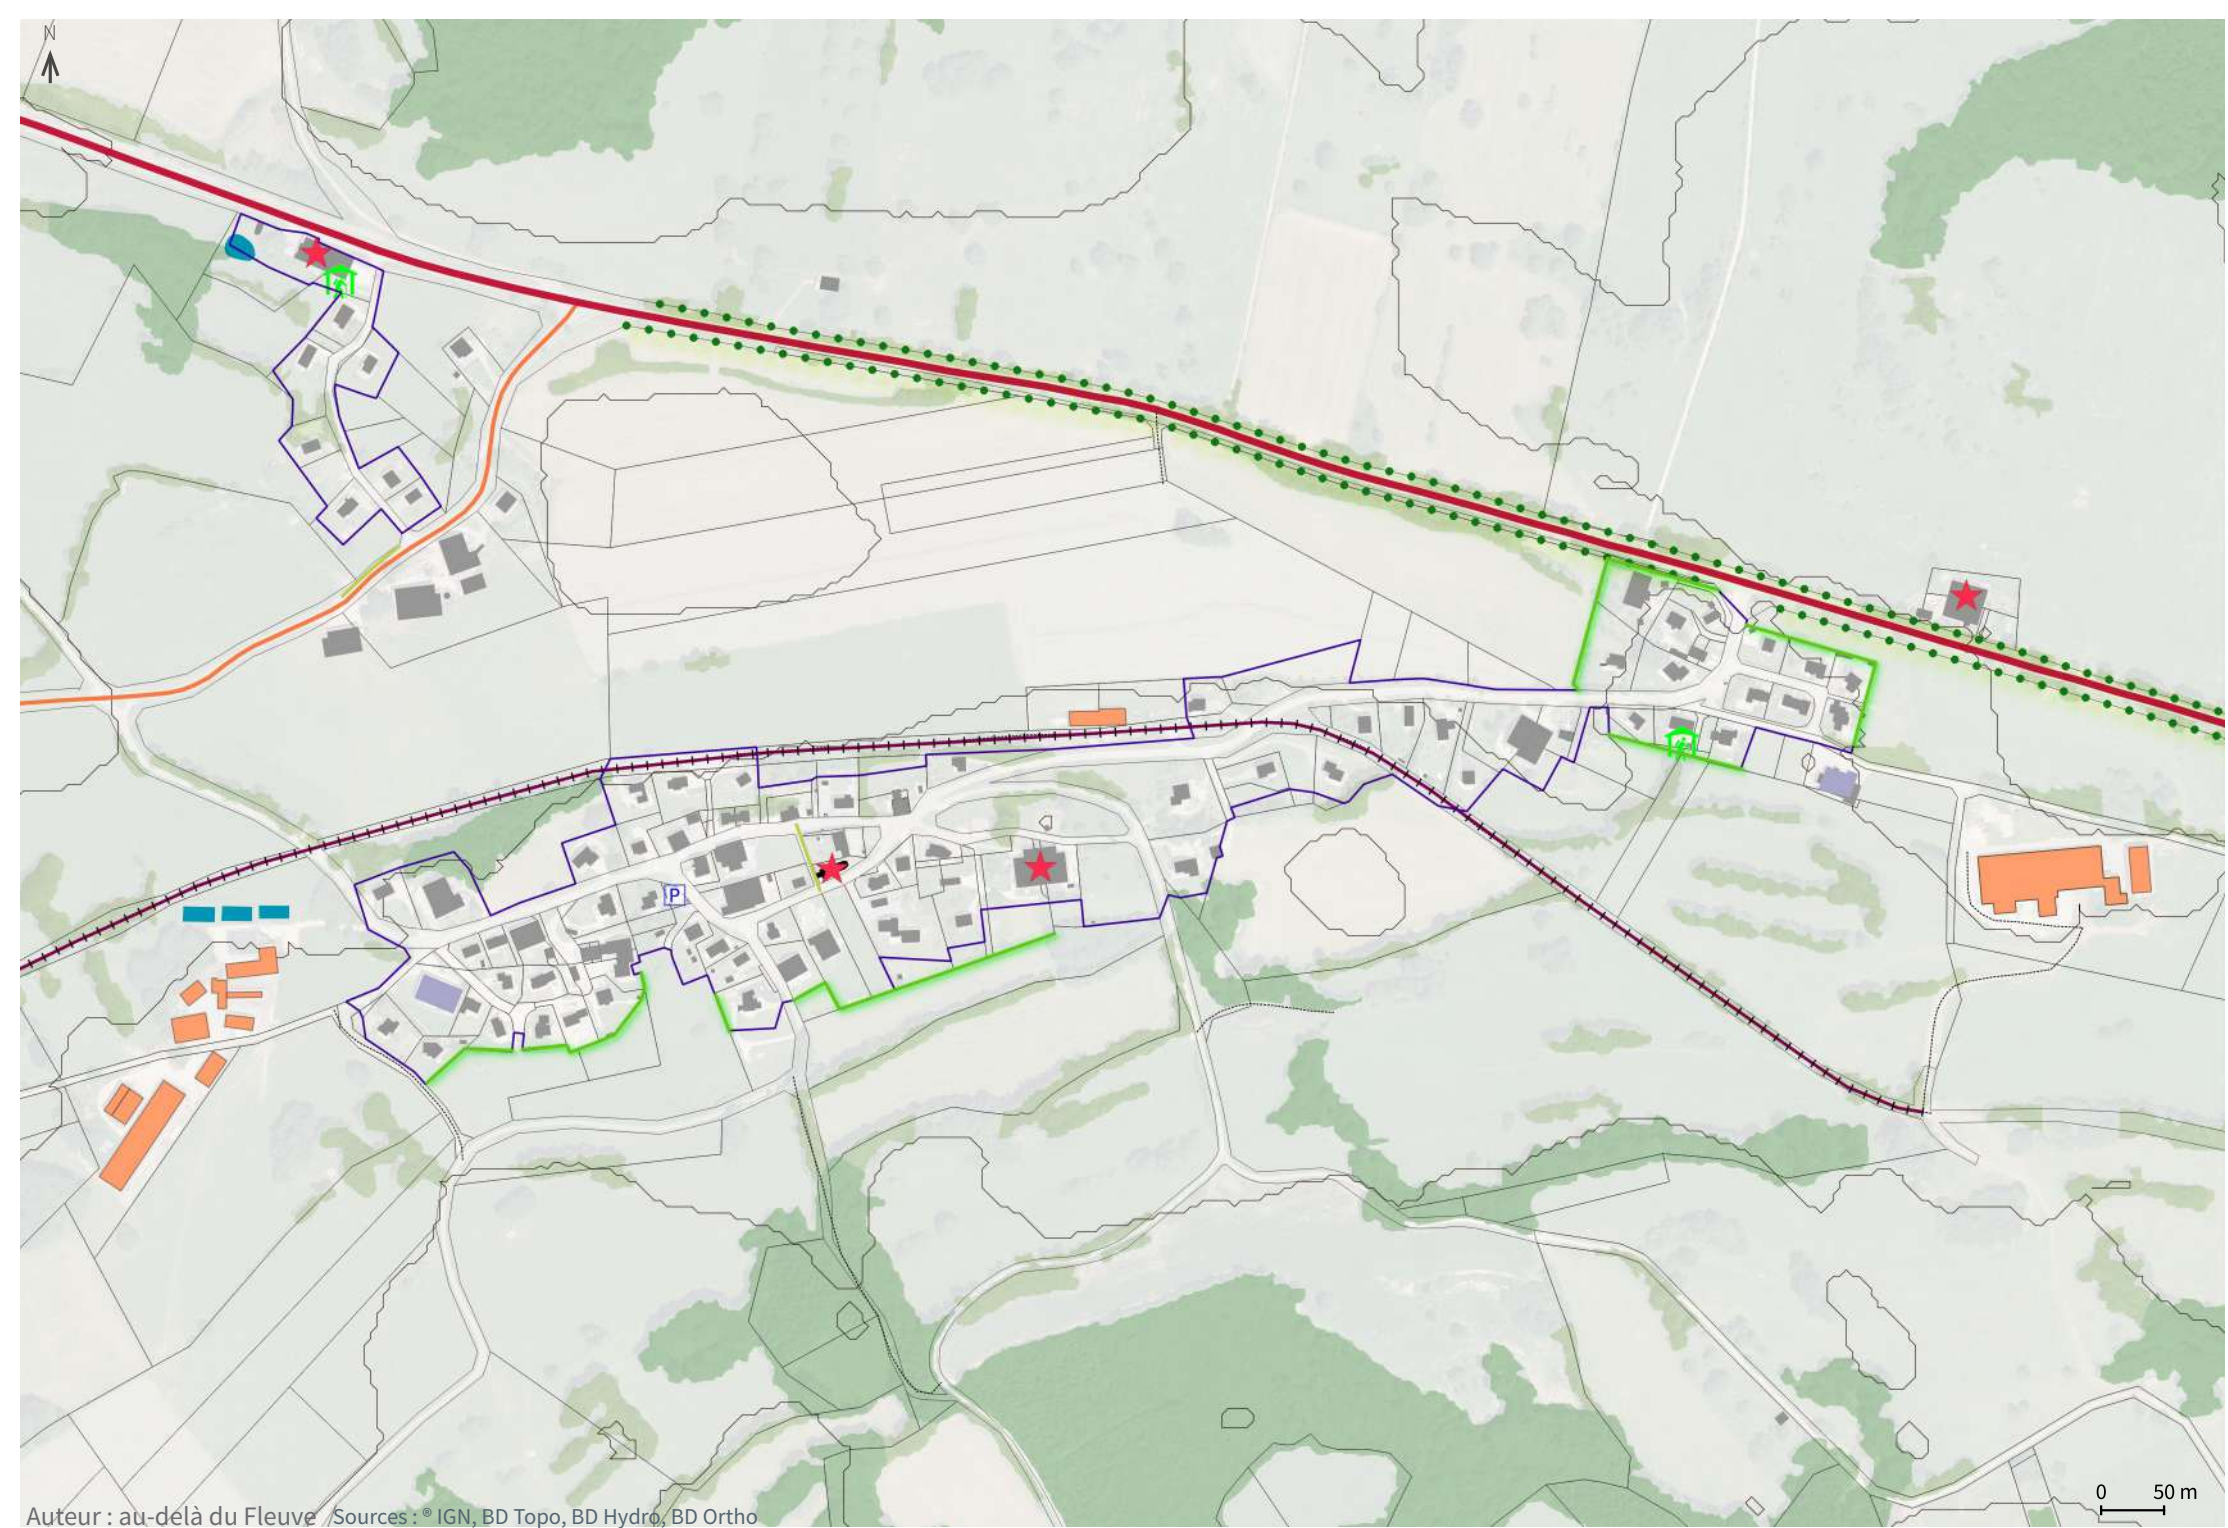 N
P
0 50 m
Auteur : au-delà du Fleuve Sources : ® IGN, BD Topo, BD Hydro, BD Ortho